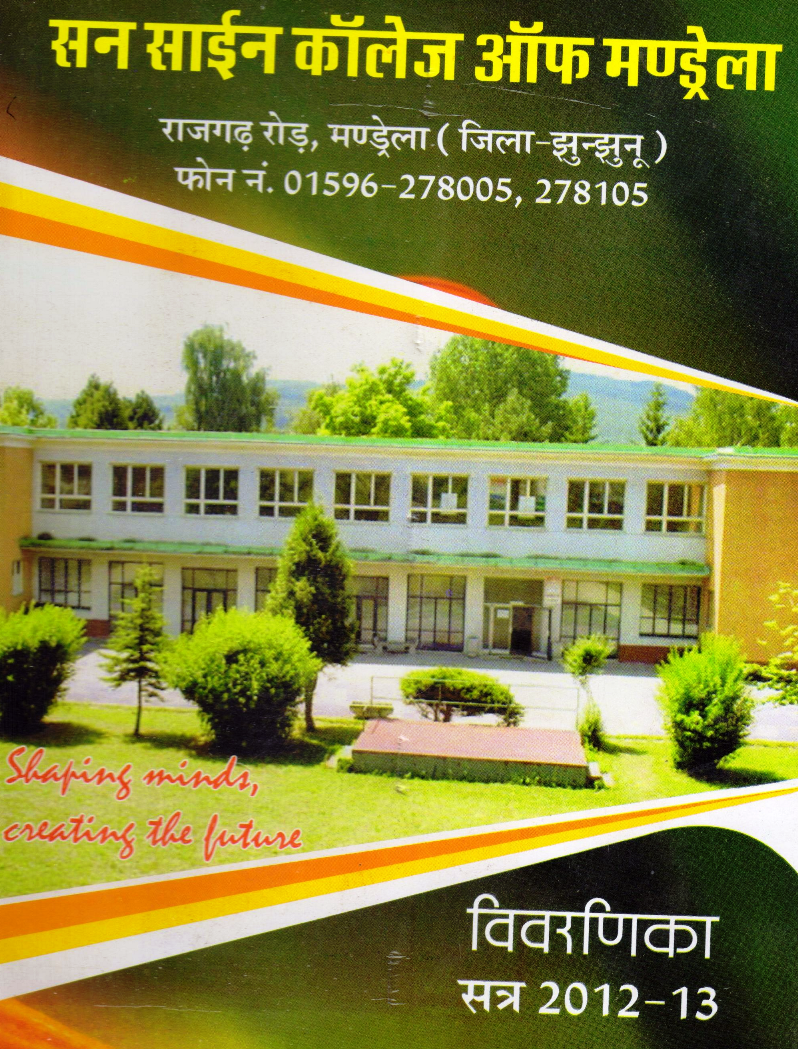 सन साईन कॉलेज ऑफ मण्ड्रेला
राजगढ़ रोड़, मण्ड्रेला ( जिला-झुन्झुनू )
फोन नं. 01596-278005, 278105
Shaping minds,
creating the future
विवरणिका
सत्र 2012-13